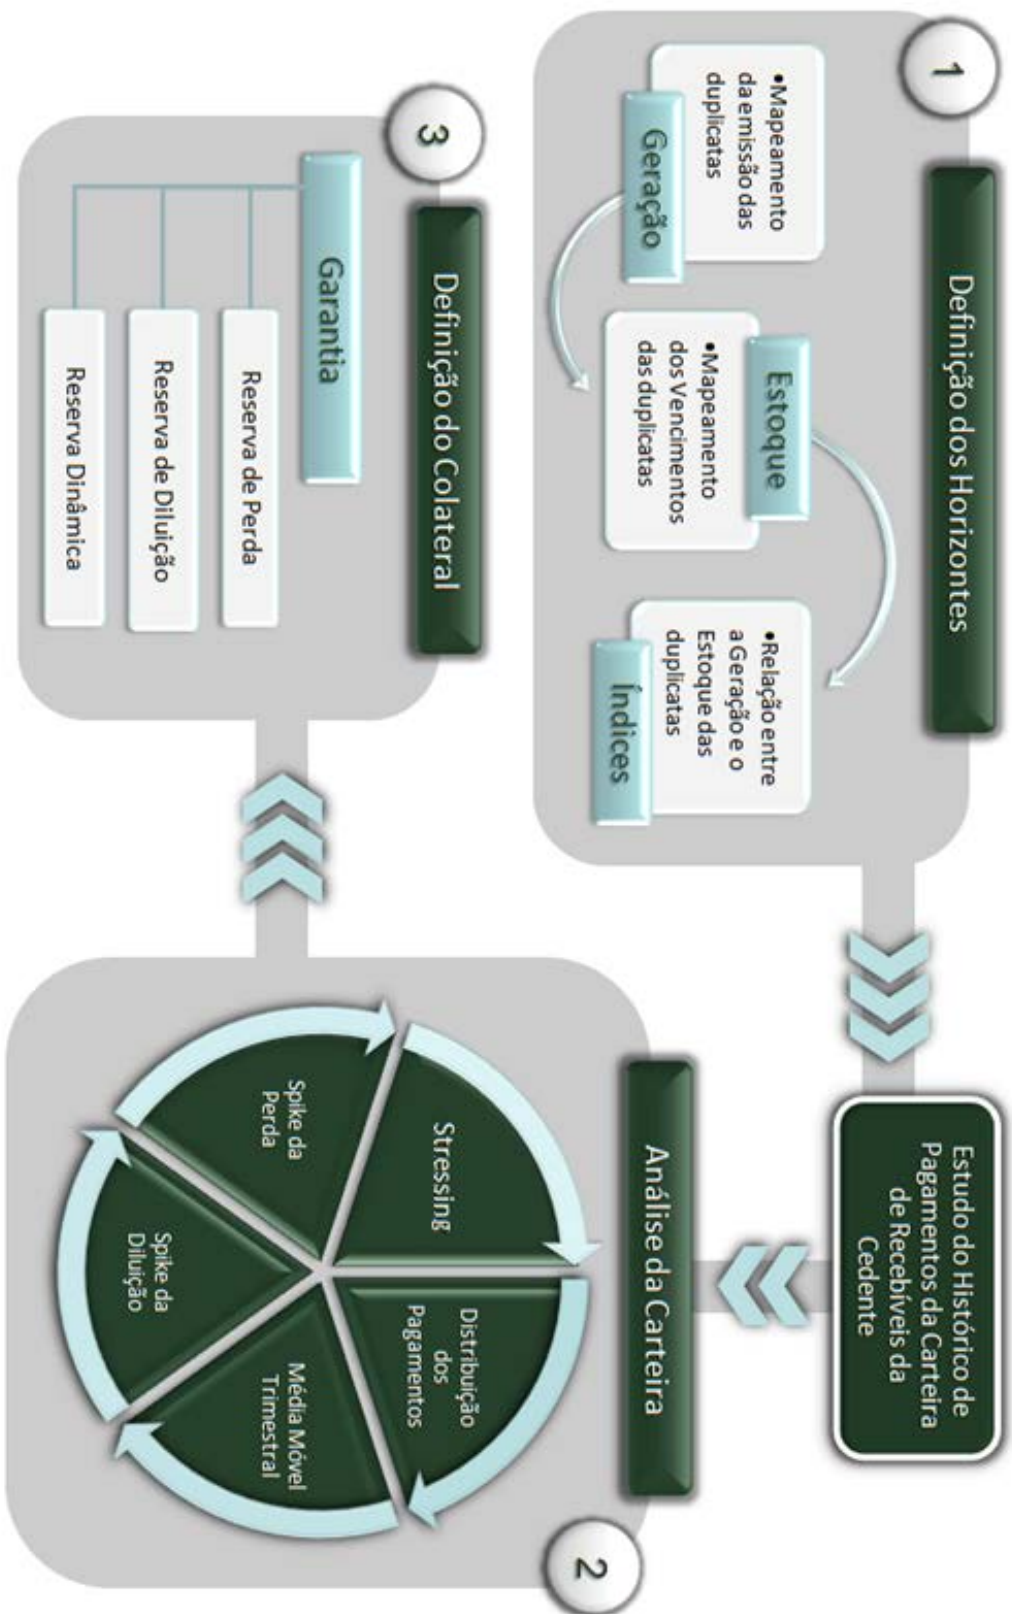 1
Definição dos Horizontes
•Mapeamento
da emissão das
duplicatas
Geração
Estoque
•Mapeamento
dos Vencimentos
das duplicatas
•Relação entre
a Geração e o
Estoque das
duplicatas
Índices
Estudo do Histórico de
Pagamentos da Carteira
de Recebíveis da
Cedente
2
Análise da Carteira
Stressing
Distribuição
dos
Pagamentos
Média Móvel
Trimestral
Spike da
Diluição
Spike da
Perda
3
Definição do Colateral
Garantia
Reserva de Perda
Reserva de Diluição
Reserva Dinâmica